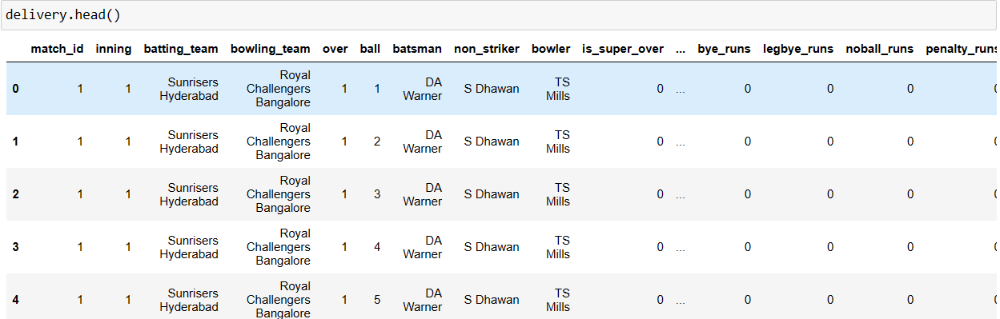 delivery.head()
match_id inning batting_team bowling_team over ball batsman non_striker bowler is_super_over ... bye_runs legbye_runs noball_runs penalty_runs
0 1 1 Sunrisers Hyderabad Royal Challengers Bangalore 1 1 DA Warner S Dhawan TS Mills 0 ... 0 0 0 0
1 1 1 Sunrisers Hyderabad Royal Challengers Bangalore 1 2 DA Warner S Dhawan TS Mills 0 ... 0 0 0 0
2 1 1 Sunrisers Hyderabad Royal Challengers Bangalore 1 3 DA Warner S Dhawan TS Mills 0 ... 0 0 0 0
3 1 1 Sunrisers Hyderabad Royal Challengers Bangalore 1 4 DA Warner S Dhawan TS Mills 0 ... 0 0 0 0
4 1 1 Sunrisers Hyderabad Royal Challengers Bangalore 1 5 DA Warner S Dhawan TS Mills 0 ... 0 0 0 0